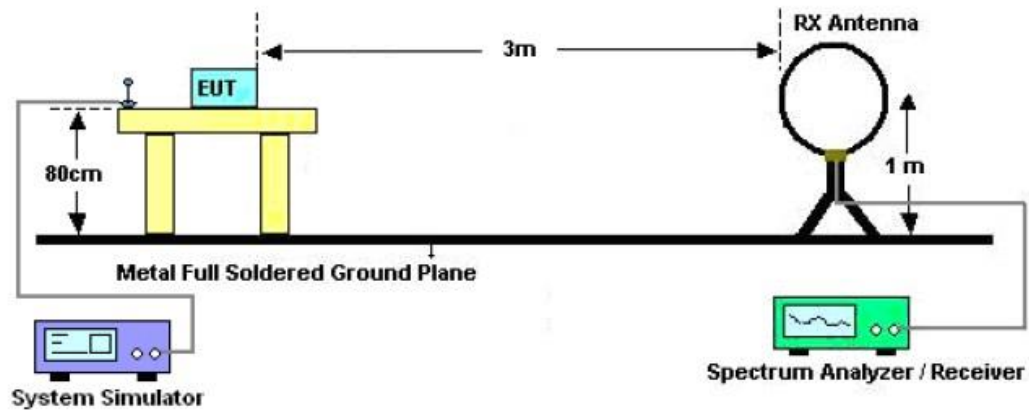 RX Antenna
3m
EUT
80cm
1 m
Metal Full Soldered Ground Plane
System Simulator
Spectrum Analyzer / Receiver